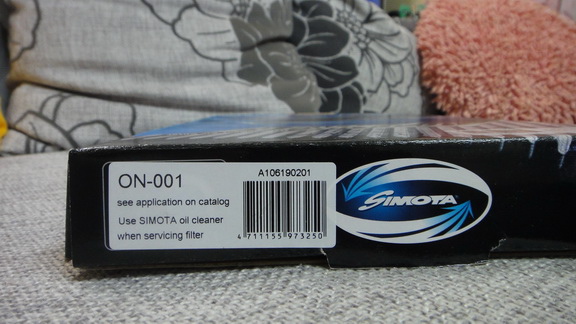 ON-001
see application on catalog
Use SIMOTA oil cleaner
when servicing filter
A106190201
4 711155 973250
SIMOTA